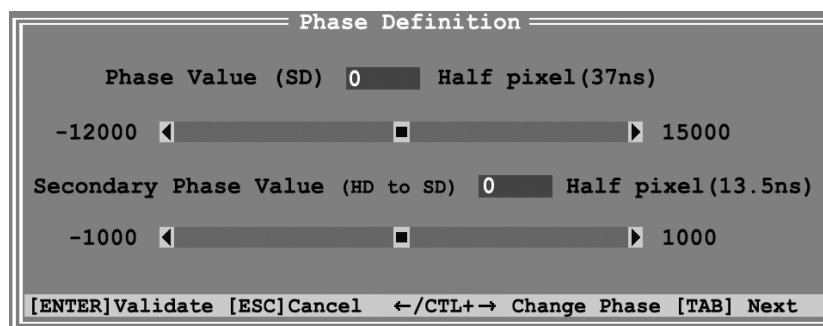 Phase Definition
Phase Value (SD) 0 Half pixel(37ns)
-12000 15000
Secondary Phase Value (HD to SD) 0 Half pixel(13.5ns)
-1000 1000
[ENTER]Validate [ESC]Cancel ←/CTL+→ Change Phase [TAB] Next